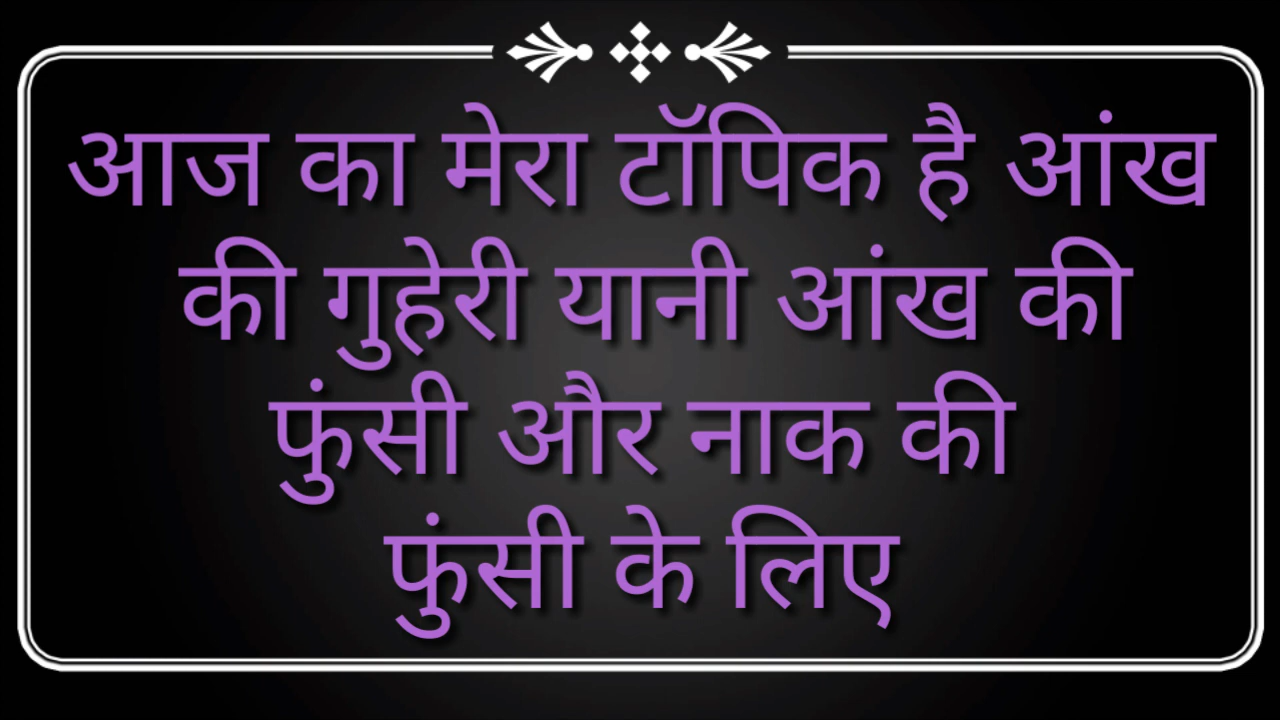 आज का मेरा टॉपिक है आंख
की गुहेरी यानी आंख की
फुंसी और नाक की
फुंसी के लिए